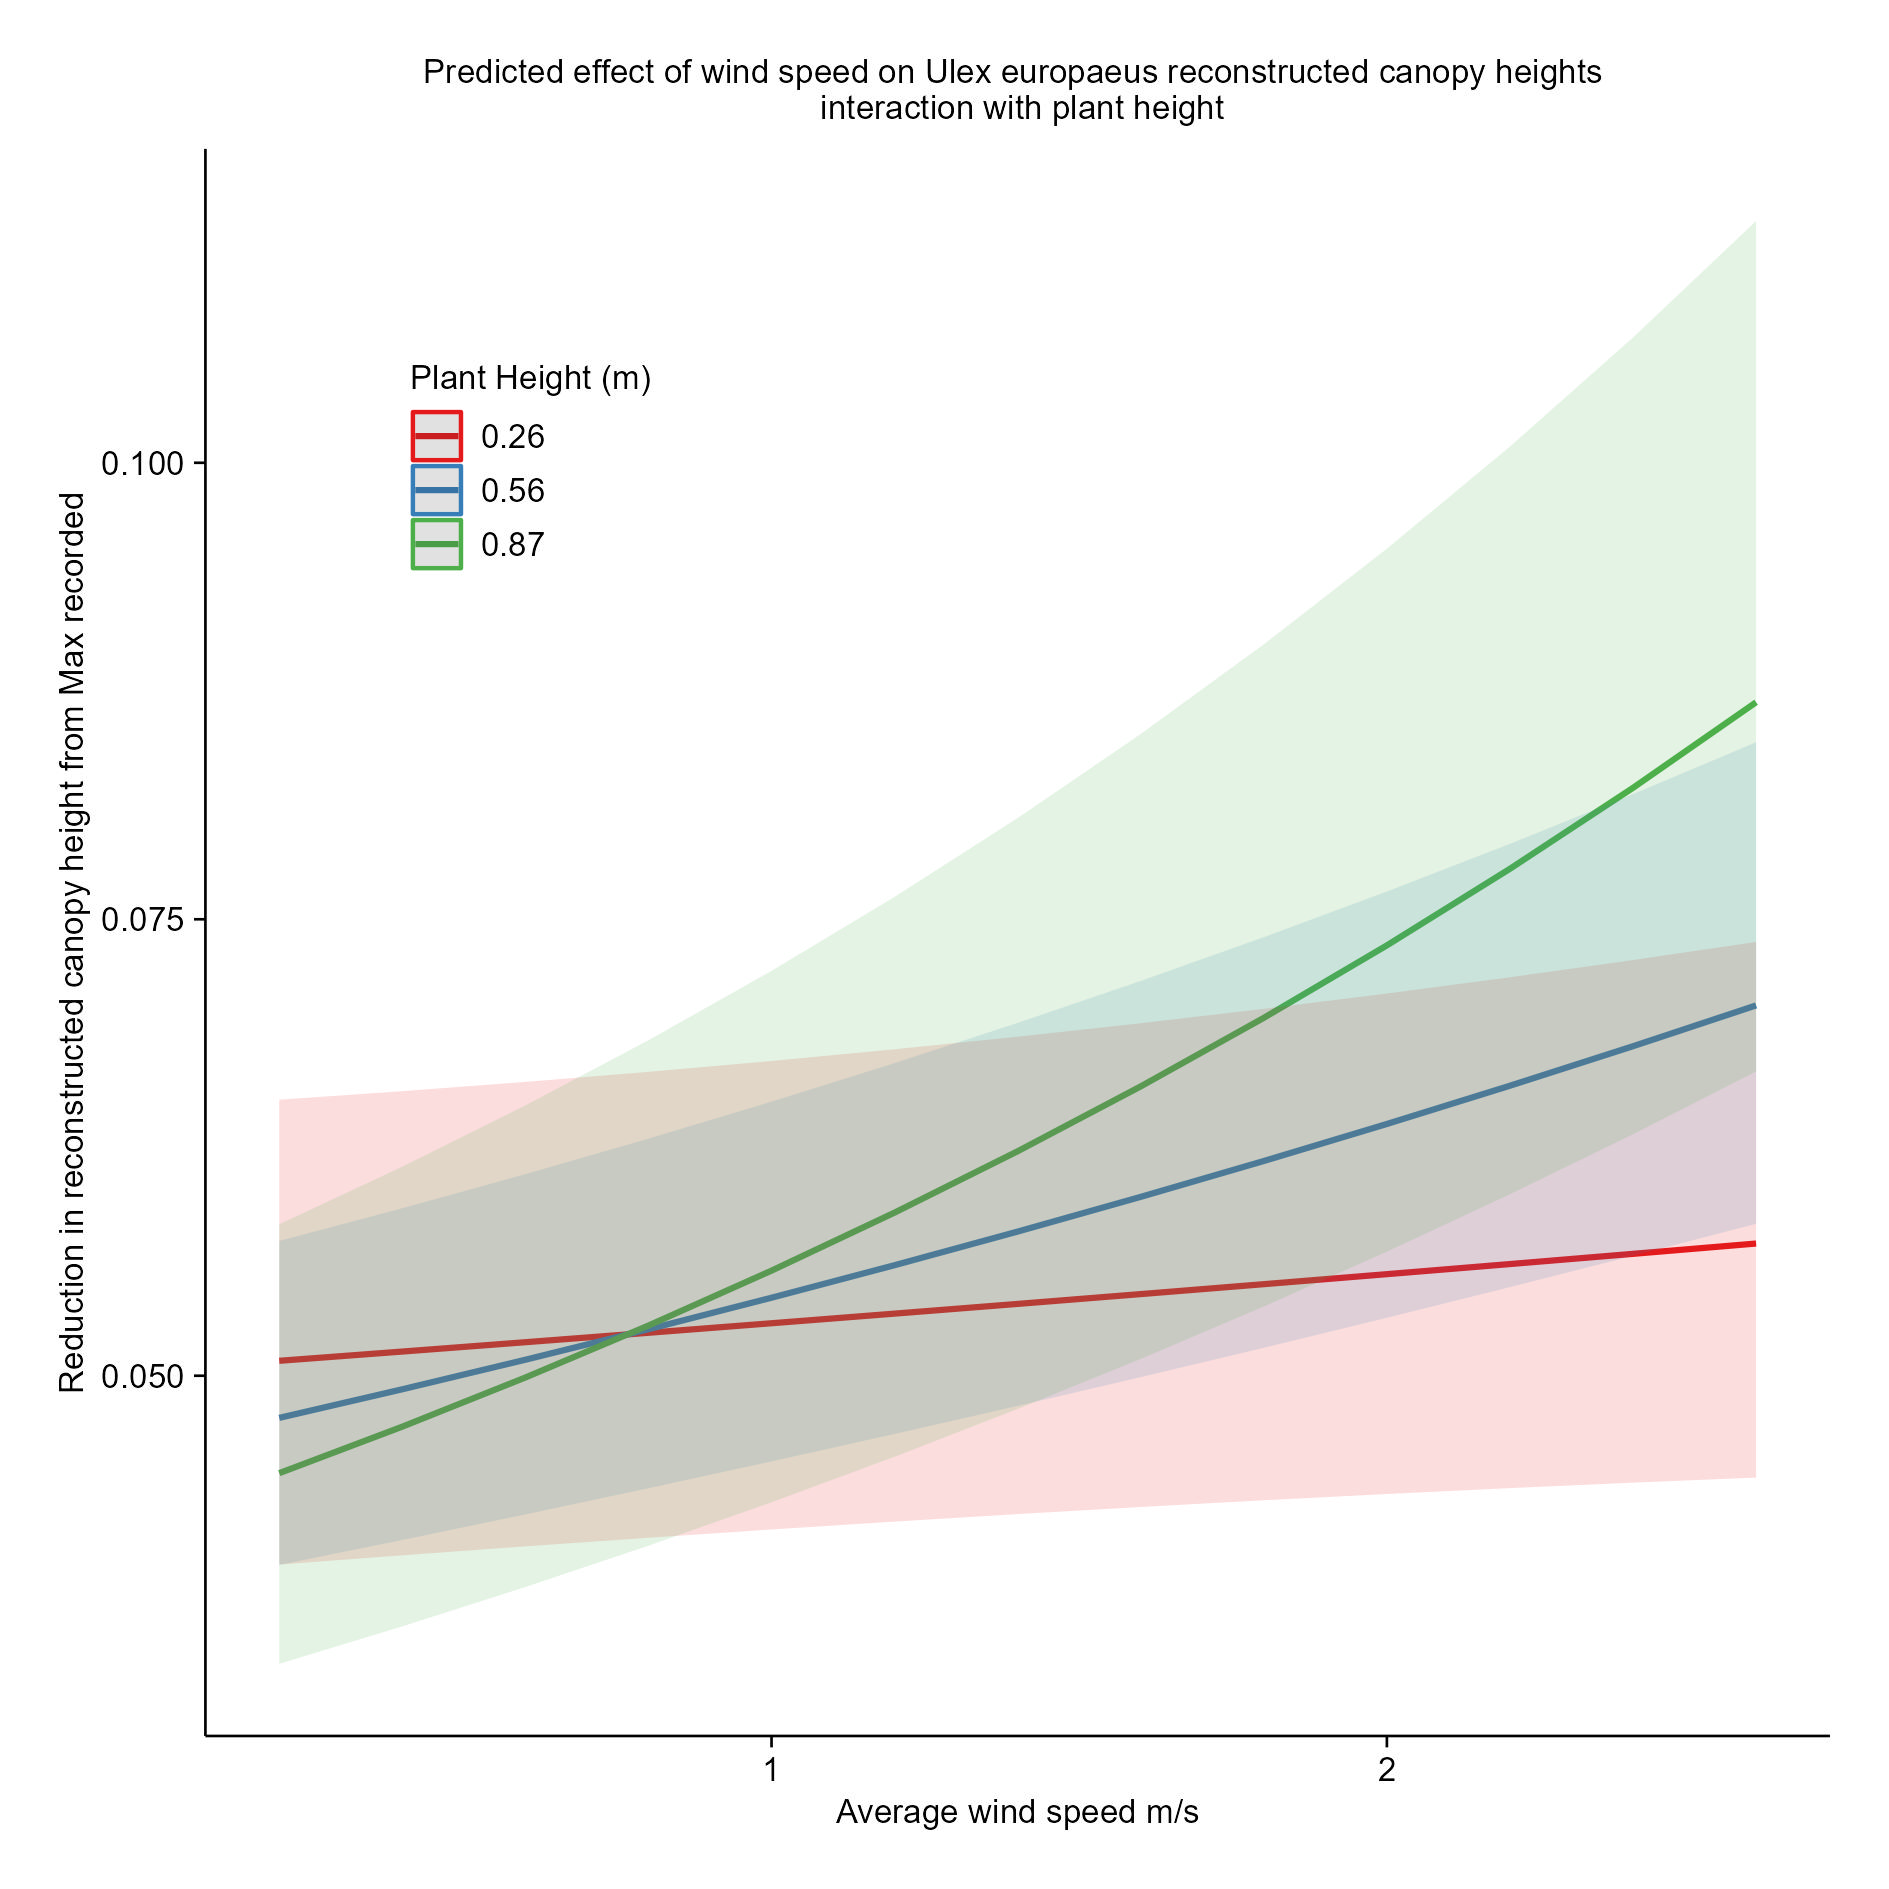 Predicted effect of wind speed on Ulex europaeus reconstructed canopy heights
interaction with plant height
Plant Height (m)
0.26
0.56
0.87
0.100
0.075
0.050
Reduction in reconstructed canopy height from Max recorded
1
2
Average wind speed m/s